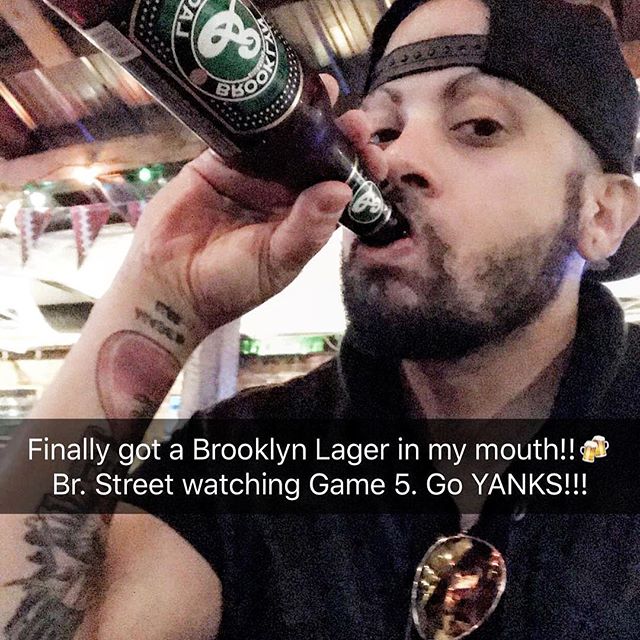 BROOKLYN
Finally got a Brooklyn Lager in my mouth!!🍻
Br. Street watching Game 5. Go YANKS!!!